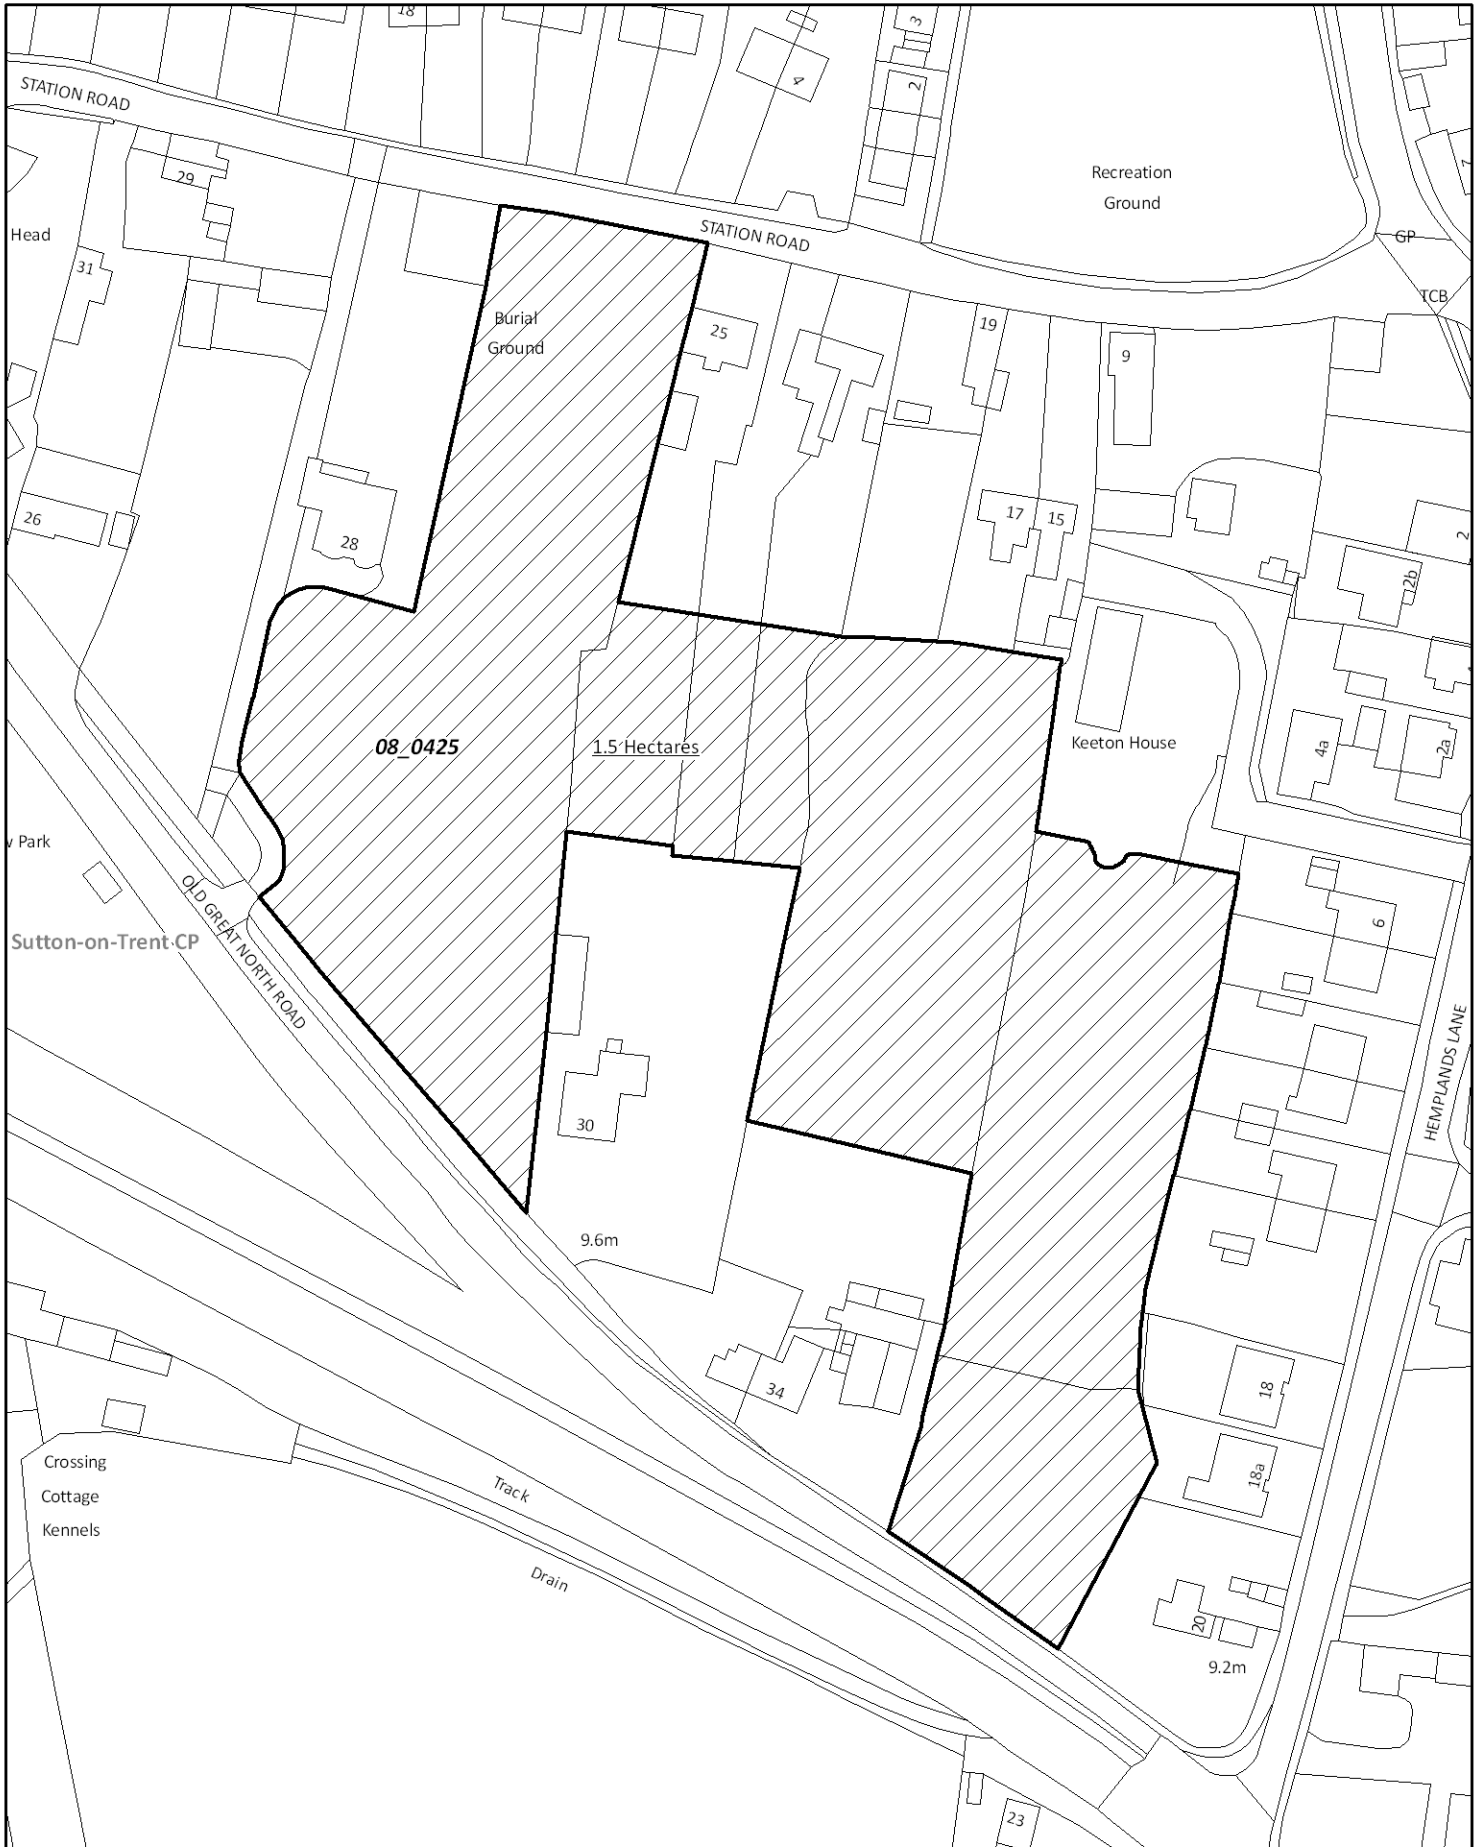 18
3
STATION ROAD
4
2
29
Recreation
Ground
Head
STATION ROAD
GP
31
TCB
Burial
Ground
25
19
9
26
17
15
28
2
2b
08_0425
1.5 Hectares
Keeton House
4a
2a
w Park
OLD GREAT NORTH ROAD
6
Sutton-on-Trent CP
HEMPLANDS LANE
30
9.6m
34
18
Crossing
Cottage
Kennels
Track
18a
Drain
20
9.2m
23